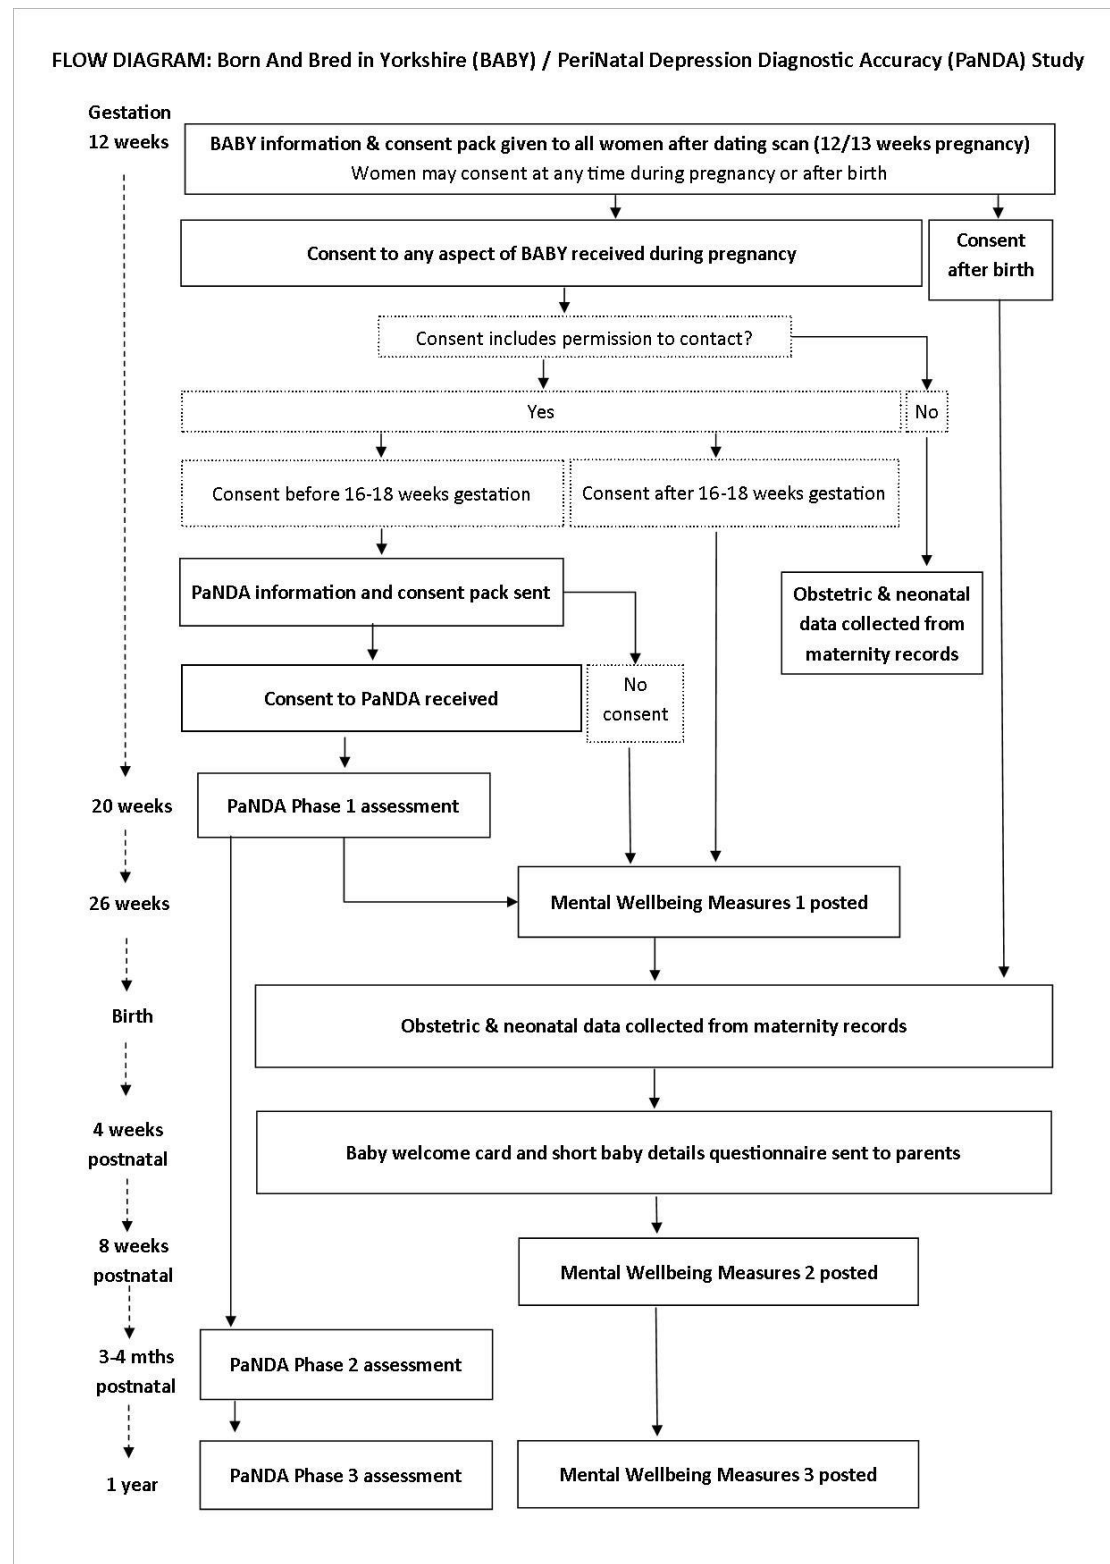 FLOW DIAGRAM: Born And Bred in Yorkshire (BABY) / PeriNatal Depression Diagnostic Accuracy (PaNDA) Study
Gestation
12 weeks
BABY information & consent pack given to all women after dating scan (12/13 weeks pregnancy)
Women may consent at any time during pregnancy or after birth
Consent to any aspect of BABY received during pregnancy
Consent
after birth
Consent includes permission to contact?
Yes
No
Consent before 16-18 weeks gestation
Consent after 16-18 weeks gestation
PaNDA information and consent pack sent
Obstetric & neonatal
data collected from
maternity records
Consent to PaNDA received
No
consent
20 weeks
PaNDA Phase 1 assessment
26 weeks
Mental Wellbeing Measures 1 posted
Birth
Obstetric & neonatal data collected from maternity records
4 weeks
postnatal
Baby welcome card and short baby details questionnaire sent to parents
8 weeks
postnatal
Mental Wellbeing Measures 2 posted
3-4 mths
postnatal
PaNDA Phase 2 assessment
1 year
PaNDA Phase 3 assessment
Mental Wellbeing Measures 3 posted